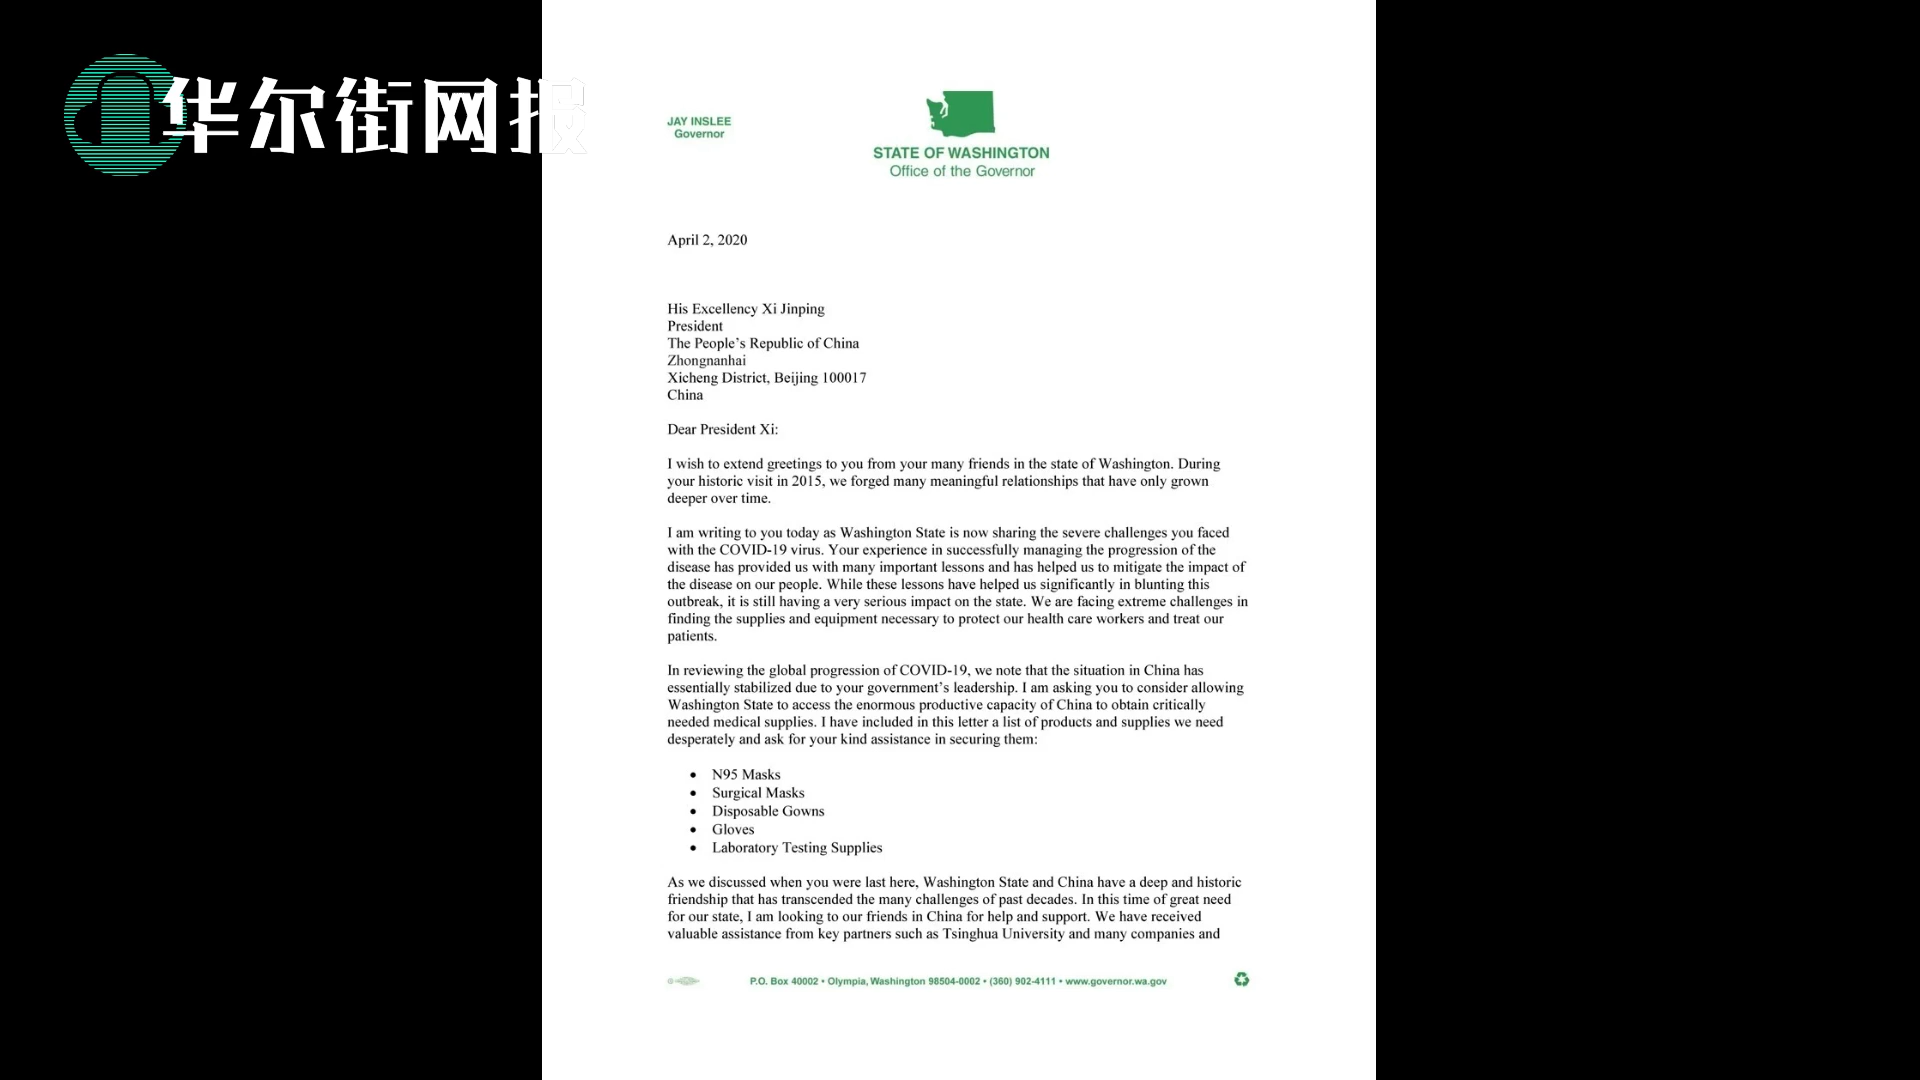 华尔街网报
JAY INSLEE
Governor
STATE OF WASHINGTON
Office of the Governor
April 2, 2020
His Excellency Xi Jinping
President
The People’s Republic of China
Zhongnanhai
Xicheng District, Beijing 100017
China
Dear President Xi:
I wish to extend greetings to you from your many friends in the state of Washington. During
your historic visit in 2015, we forged many meaningful relationships that have only grown
deeper over time.
I am writing to you today as Washington State is now sharing the severe challenges you faced
with the COVID-19 virus. Your experience in successfully managing the progression of the
disease has provided us with many important lessons and has helped us to mitigate the impact of
the disease on our people. While these lessons have helped us significantly in blunting this
outbreak, it is still having a very serious impact on the state. We are facing extreme challenges in
finding the supplies and equipment necessary to protect our health care workers and treat our
patients.
In reviewing the global progression of COVID-19, we note that the situation in China has
essentially stabilized due to your government’s leadership. I am asking you to consider allowing
Washington State to access the enormous productive capacity of China to obtain critically
needed medical supplies. I have included in this letter a list of products and supplies we need
desperately and ask for your kind assistance in securing them:
• N95 Masks
• Surgical Masks
• Disposable Gowns
• Gloves
• Laboratory Testing Supplies
As we discussed when you were last here, Washington State and China have a deep and historic
friendship that has transcended the many challenges of past decades. In this time of great need
for our state, I am looking to our friends in China for help and support. We have received
valuable assistance from key partners such as Tsinghua University and many companies and
P.O. Box 40002 • Olympia, Washington 98504-0002 • (360) 902-4111 • www.governor.wa.gov